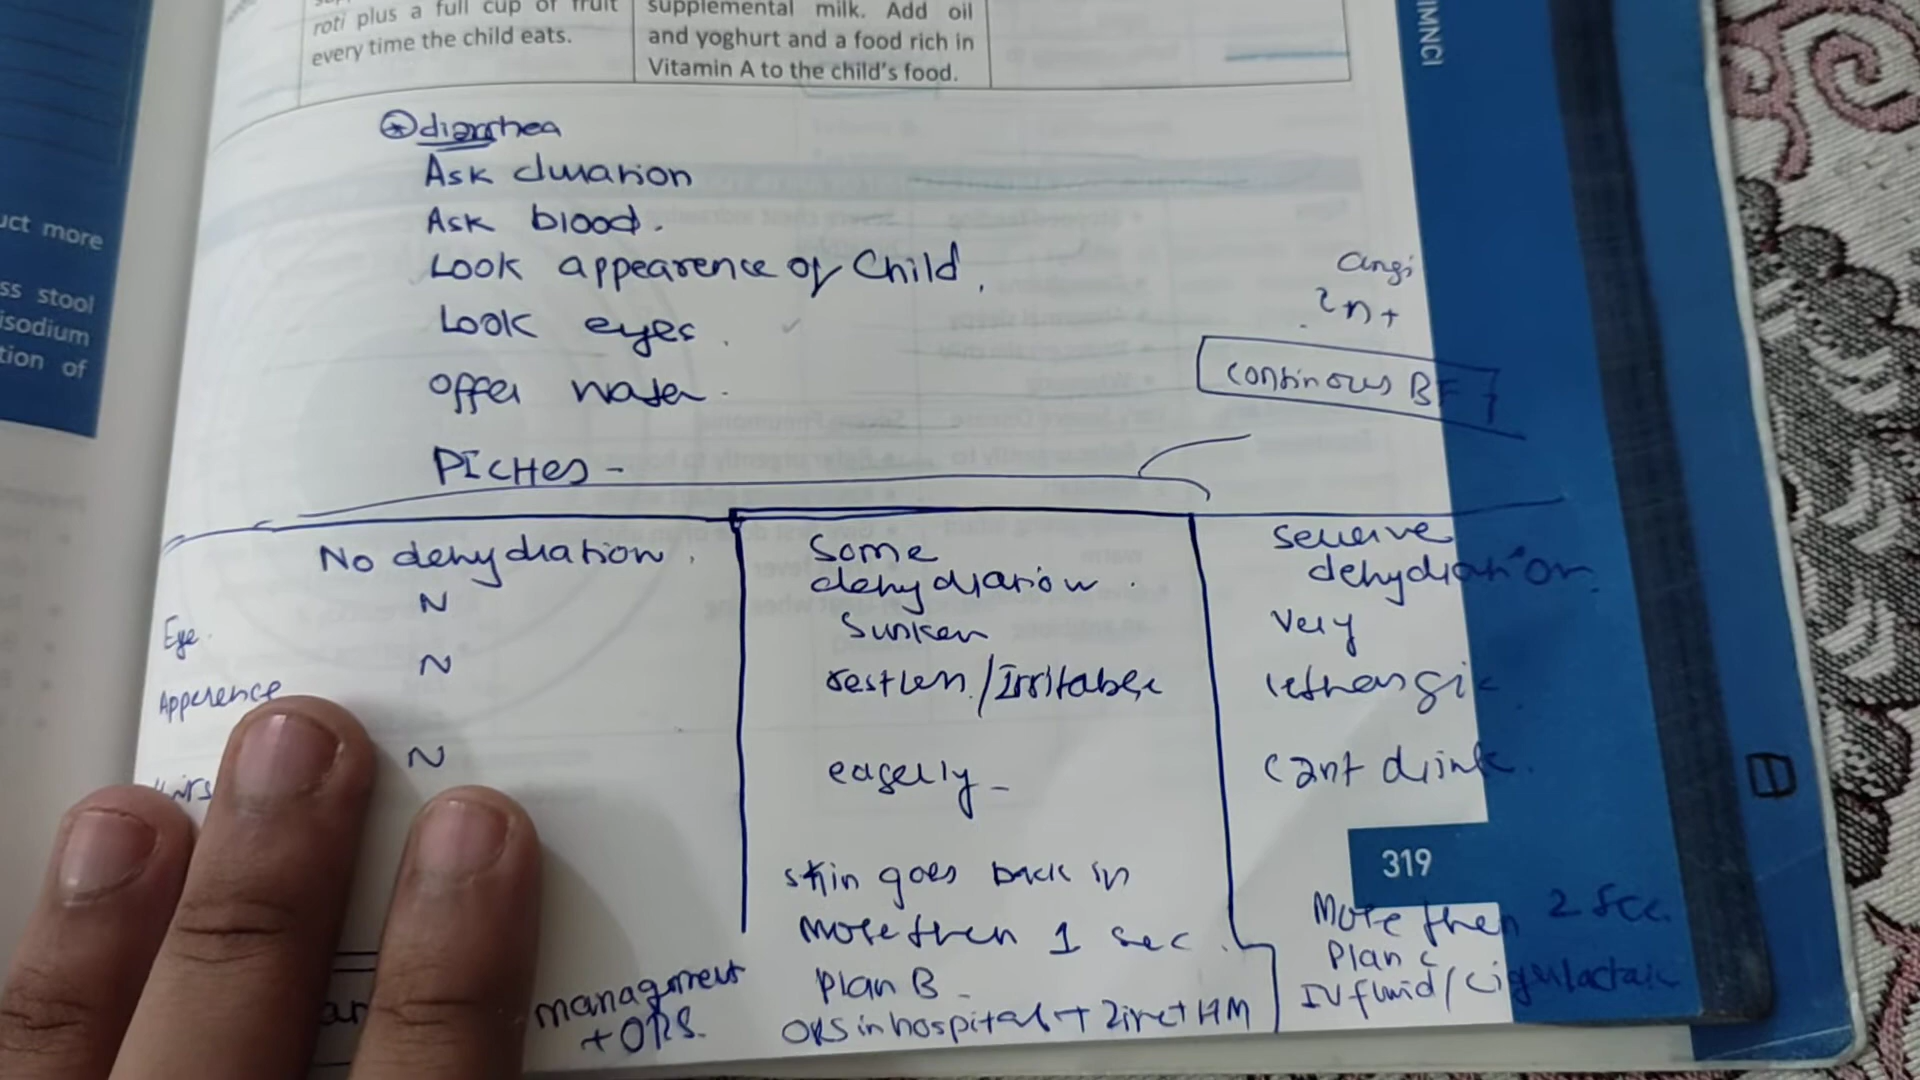 roti plus a full cup of fruit
every time the child eats.
supplemental milk. Add oil
and yoghurt and a food rich in
Vitamin A to the child's food.
IMNCI
uct more
ss stool
isodium
tion of
diarrhea
Ask duration
Ask blood.
Look appearence of Child,
Look eyes.
offer water.
PICHES -
2n+
continous BF
No dehydration.
Some
dehydration.
severve
dehydration.
Eye.
N
Sunken
very
Apperence
N
restless/Irritable
lethargic
N
eagerly -
cant drink.
319
skin goes back in
more then 1 sec.
More then 2 sec.
Plan B -
Plan C
management
+ ORS.
ORS in hospital + Zinc + HM
IV fluid/